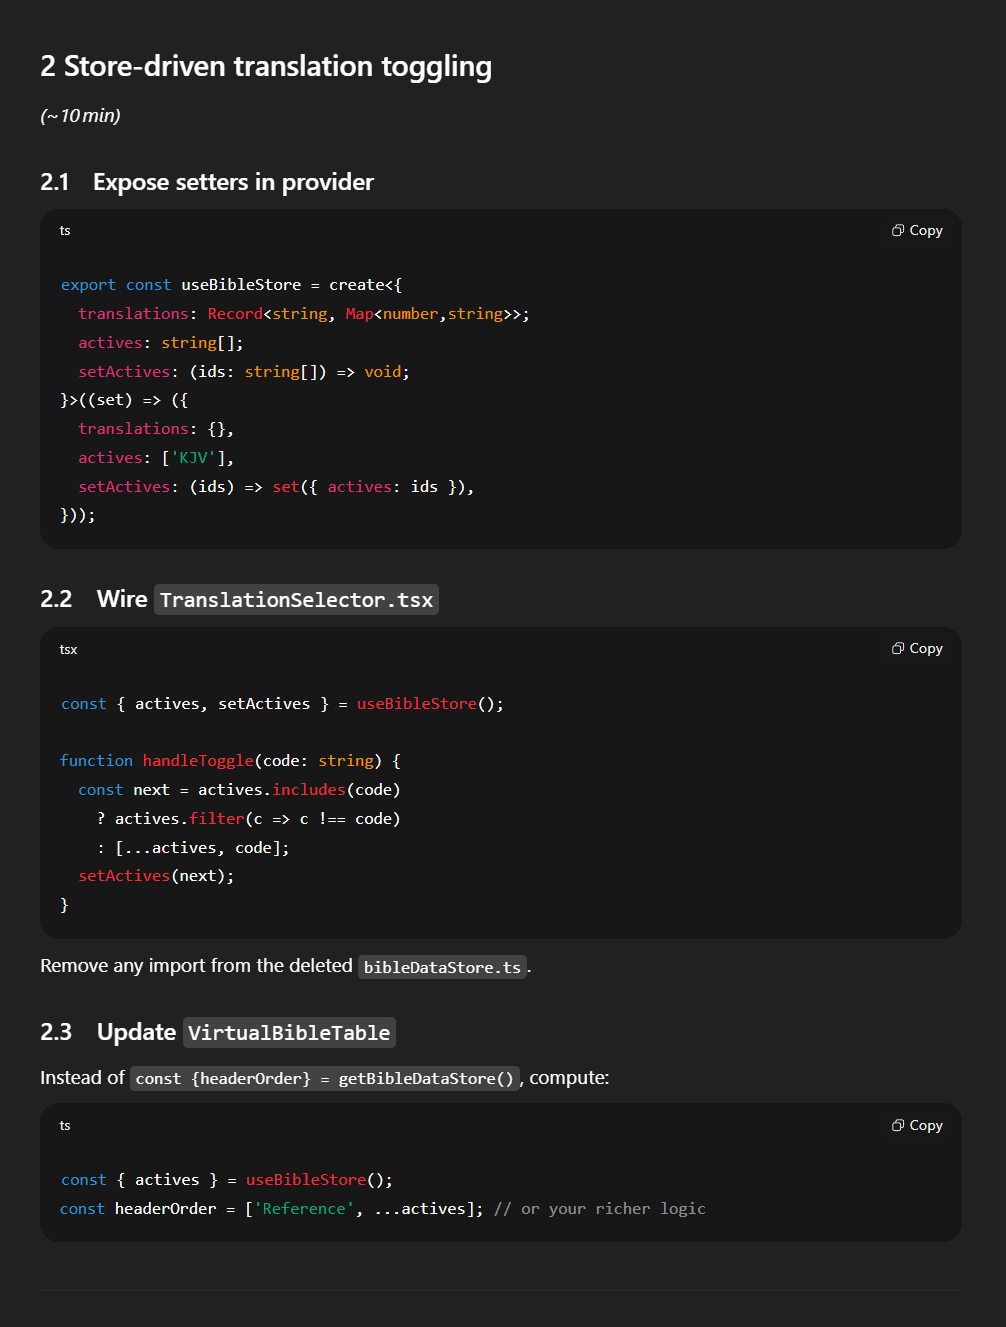 2 Store-driven translation toggling
(~10 min)
2.1 Expose setters in provider
ts
Copy
export const useBibleStore = create<{
  translations: Record<string, Map<number,string>>;
  actives: string[];
  setActives: (ids: string[]) => void;
}>((set) => ({
  translations: {},
  actives: ['KJV'],
  setActives: (ids) => set({ actives: ids }),
}));
2.2 Wire TranslationSelector.tsx
tsx
Copy
const { actives, setActives } = useBibleStore();
function handleToggle(code: string) {
  const next = actives.includes(code)
    ? actives.filter(c => c !== code)
    : [...actives, code];
  setActives(next);
}
Remove any import from the deleted bibleDataStore.ts.
2.3 Update VirtualBibleTable
Instead of const {headerOrder} = getBibleDataStore(), compute:
ts
Copy
const { actives } = useBibleStore();
const headerOrder = ['Reference', ...actives]; // or your richer logic